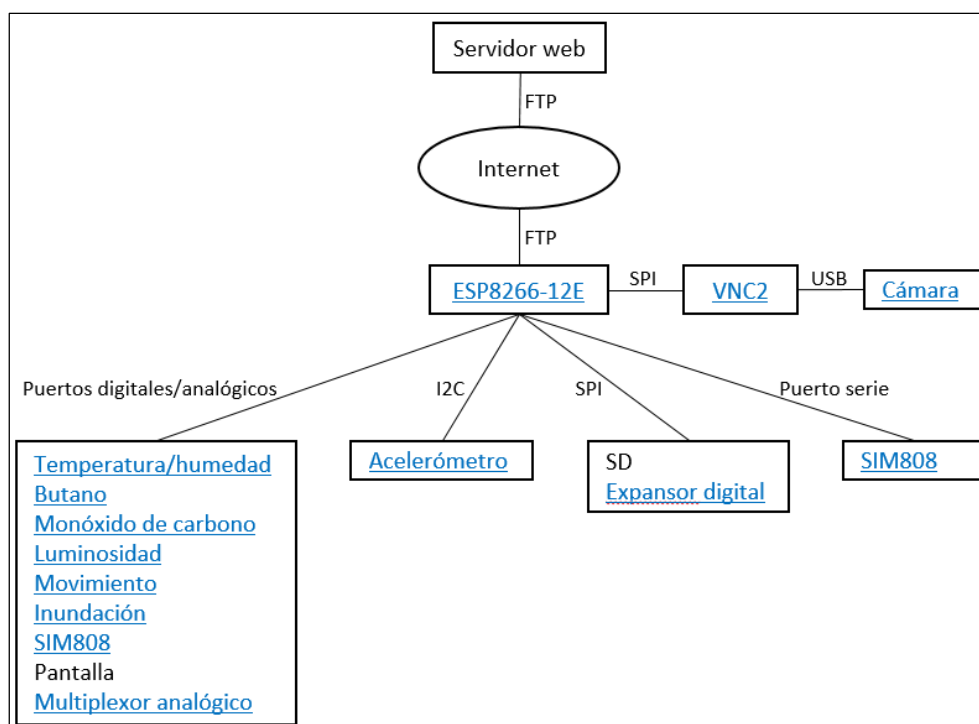 Servidor web
FTP
Internet
FTP
ESP8266-12E
SPI
VNC2
USB
Cámara
Puertos digitales/analógicos
I2C
SPI
Puerto serie
Temperatura/humedad
Butano
Monóxido de carbono
Luminosidad
Movimiento
Inundación
SIM808
Pantalla
Multiplexor analógico
Acelerómetro
SD
Expansor digital
SIM808